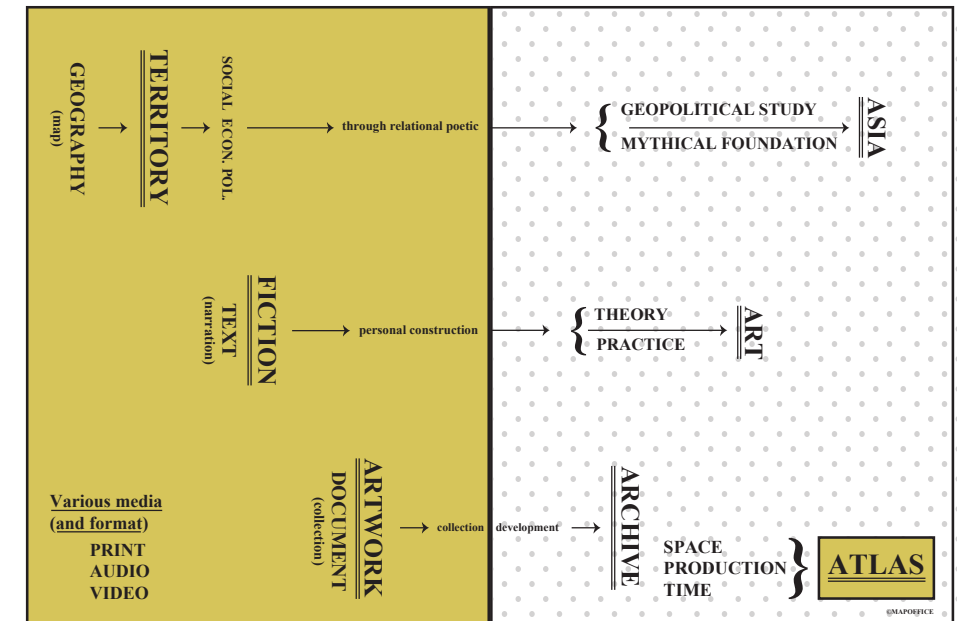 GEOGRAPHY
(map)
TERRITORY
SOCIAL ECON. POL.
through relational poetic
{ GEOPOLITICAL STUDY
MYTHICAL FOUNDATION
ASIA
FICTION
TEXT
(narration)
personal construction
{ THEORY
PRACTICE
ART
ARTWORK
DOCUMENT
(collection)
collection development
ARCHIVE
Various media
(and format)
PRINT
AUDIO
VIDEO
SPACE
PRODUCTION
TIME }
ATLAS
©MAPOFFICE